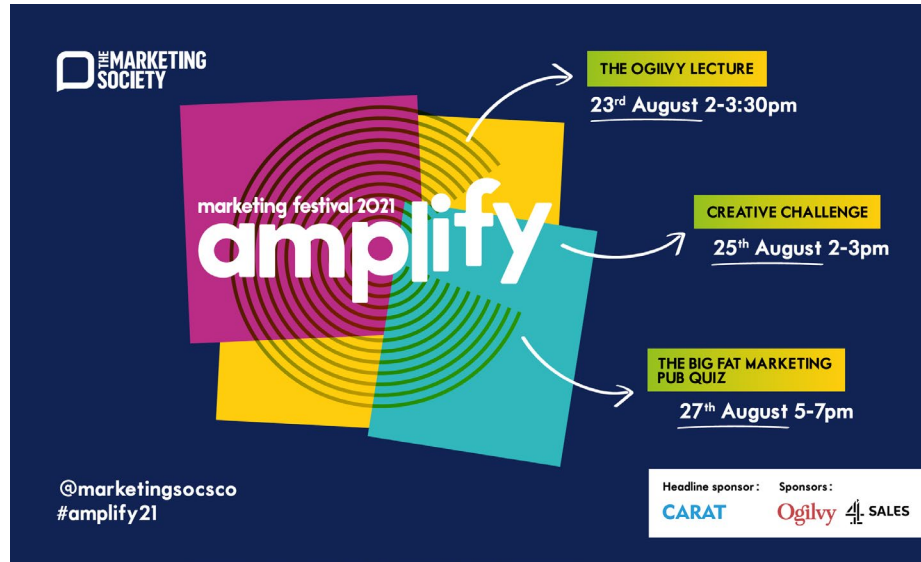 THE MARKETING
SOCIETY
marketing festival 2021
amplify
THE OGILVY LECTURE
23rd August 2-3:30pm
CREATIVE CHALLENGE
25th August 2-3pm
THE BIG FAT MARKETING
PUB QUIZ
27th August 5-7pm
@marketingsocsco
#amplify21
Headline sponsor: Sponsors:
CARAT Ogilvy 4 SALES